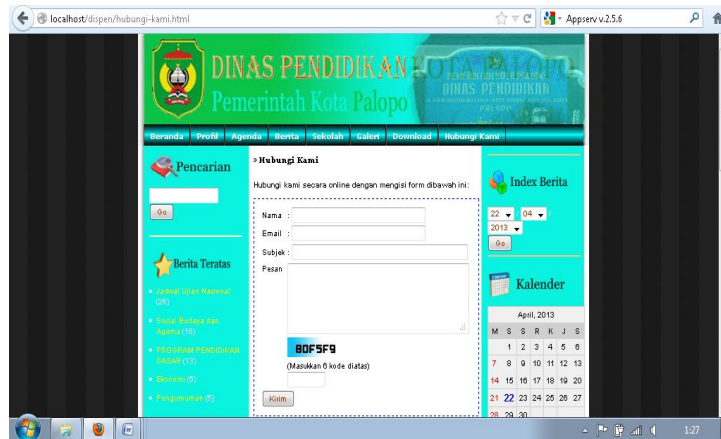 localhost/dispen/hubungi-kami.html
Appserv v.2.5.6
DINAS PENDIDIKAN KOTA PALOPO
Pemerintah Kota Palopo
DINAS PENDIDIKAN
Beranda Profil Agenda Berita Sekolah Galeri Download Hubungi Kami
Pencarian
Go
Berita Teratas
Jadwal Ujian Nasional
(26)
Sosial Budaya dan
Agama (18)
PROGRAM PENDIDIKAN
DASAR (13)
Ekonomi (5)
Pengumuman (5)
» Hubungi Kami
Hubungi kami secara online dengan mengisi form dibawah ini:
Nama :
Email :
Subjek :
Pesan
80F5F9
(Masukkan 6 kode diatas)
Kirim
Index Berita
22 / 04 /
2013
Go
Kalender
April, 2013
M S S R K J S
1 2 3 4 5 6
7 8 9 10 11 12 13
14 15 16 17 18 19 20
21 22 23 24 25 26 27
28 29 30
1:27